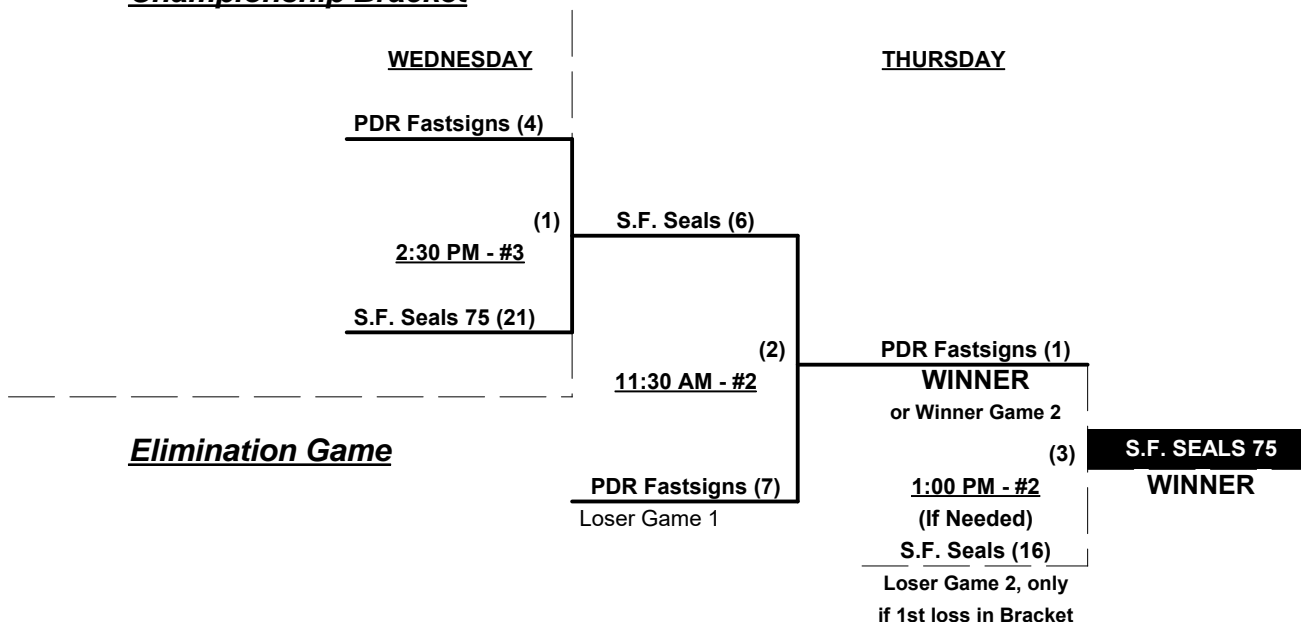 Championship Bracket
WEDNESDAY
THURSDAY
PDR Fastsigns (4)
(1)
S.F. Seals (6)
2:30 PM - #3
S.F. Seals 75 (21)
(2)
PDR Fastsigns (1)
11:30 AM - #2
WINNER
or Winner Game 2
Elimination Game
(3)
S.F. SEALS 75
WINNER
PDR Fastsigns (7)
Loser Game 1
1:00 PM - #2
(If Needed)
S.F. Seals (16)
Loser Game 2, only
if 1st loss in Bracket